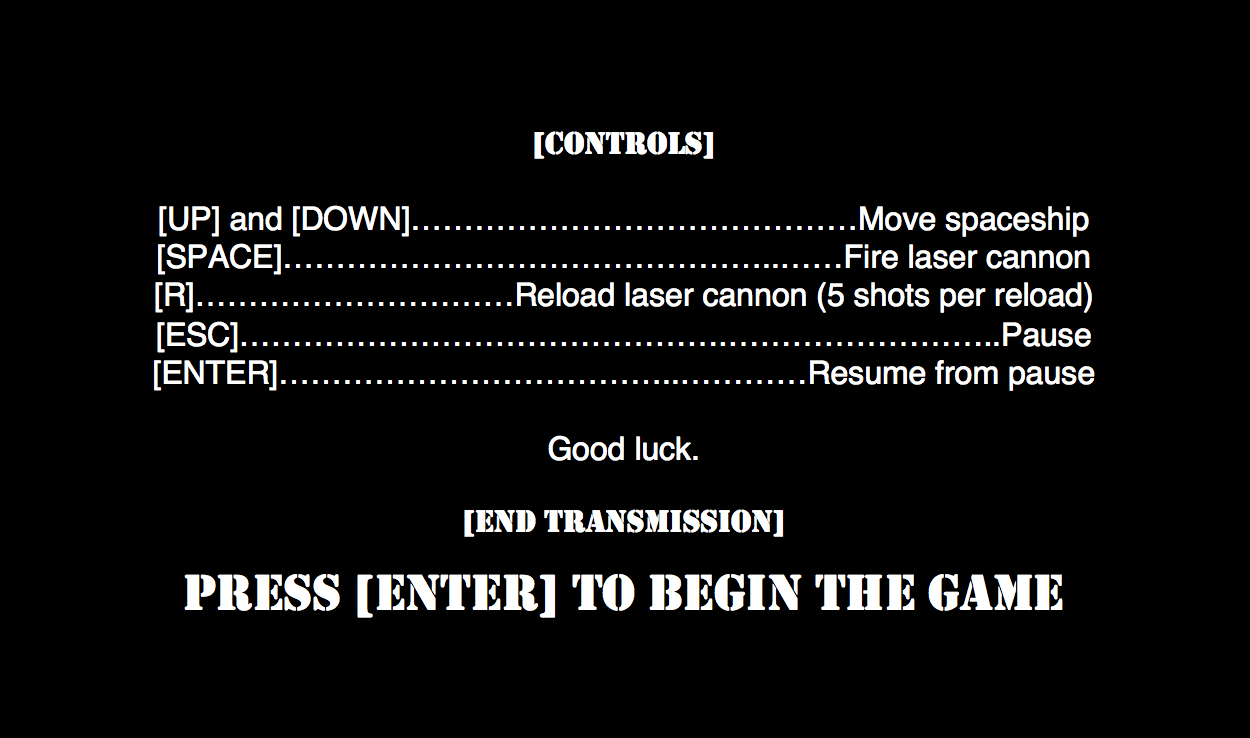 [CONTROLS]
[UP] and [DOWN]……………………………………Move spaceship
[SPACE]………………………………………..……Fire laser cannon
[R]…………………………Reload laser cannon (5 shots per reload)
[ESC]……………………………………….……………………..Pause
[ENTER]………………………………..…………Resume from pause
Good luck.
[END TRANSMISSION]
PRESS [ENTER] TO BEGIN THE GAME